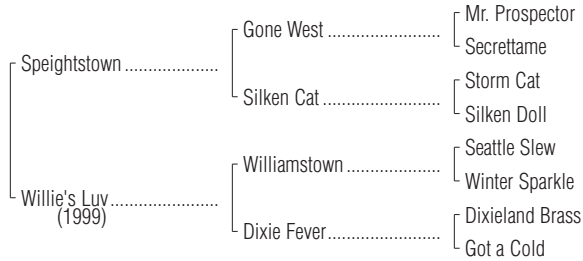 Mr. Prospector
Gone West
Secrettame
Speightstown
Storm Cat
Silken Cat
Silken Doll
Seattle Slew
Williamstown
Winter Sparkle
Willie's Luv
(1999)
Dixieland Brass
Dixie Fever
Got a Cold